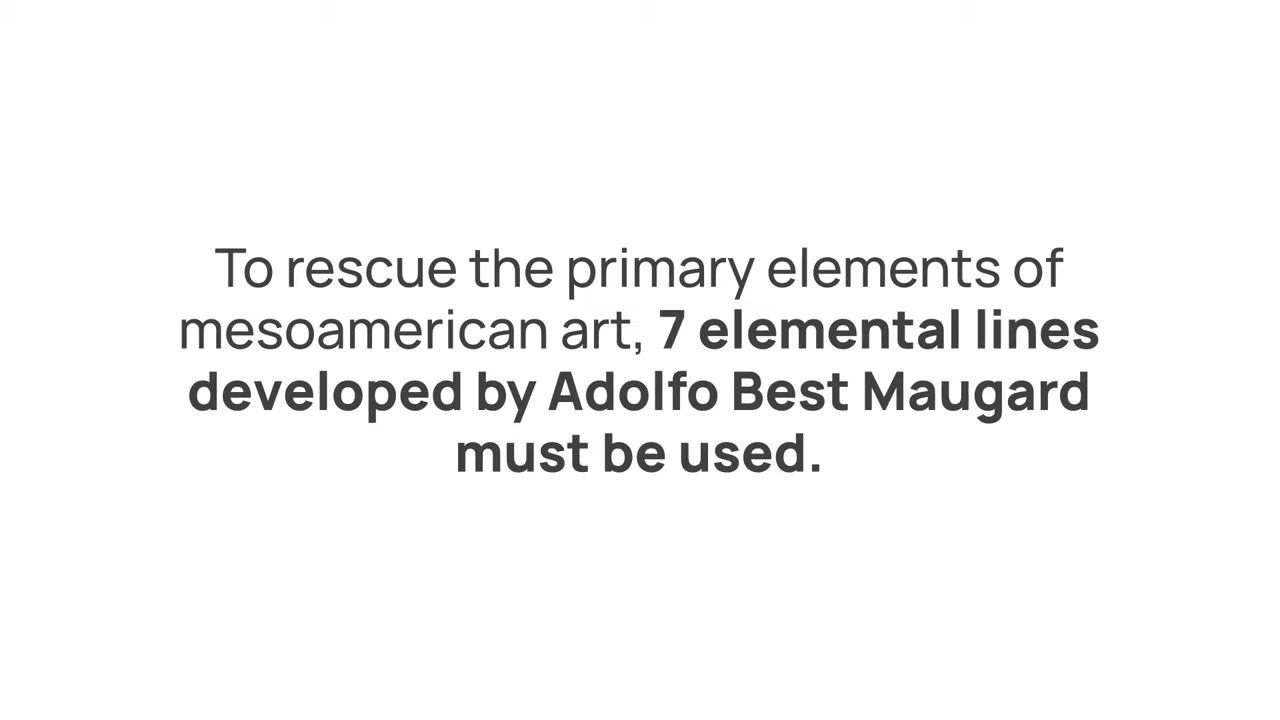 To rescue the primary elements of
mesoamerican art, 7 elemental lines
developed by Adolfo Best Maugard
must be used.